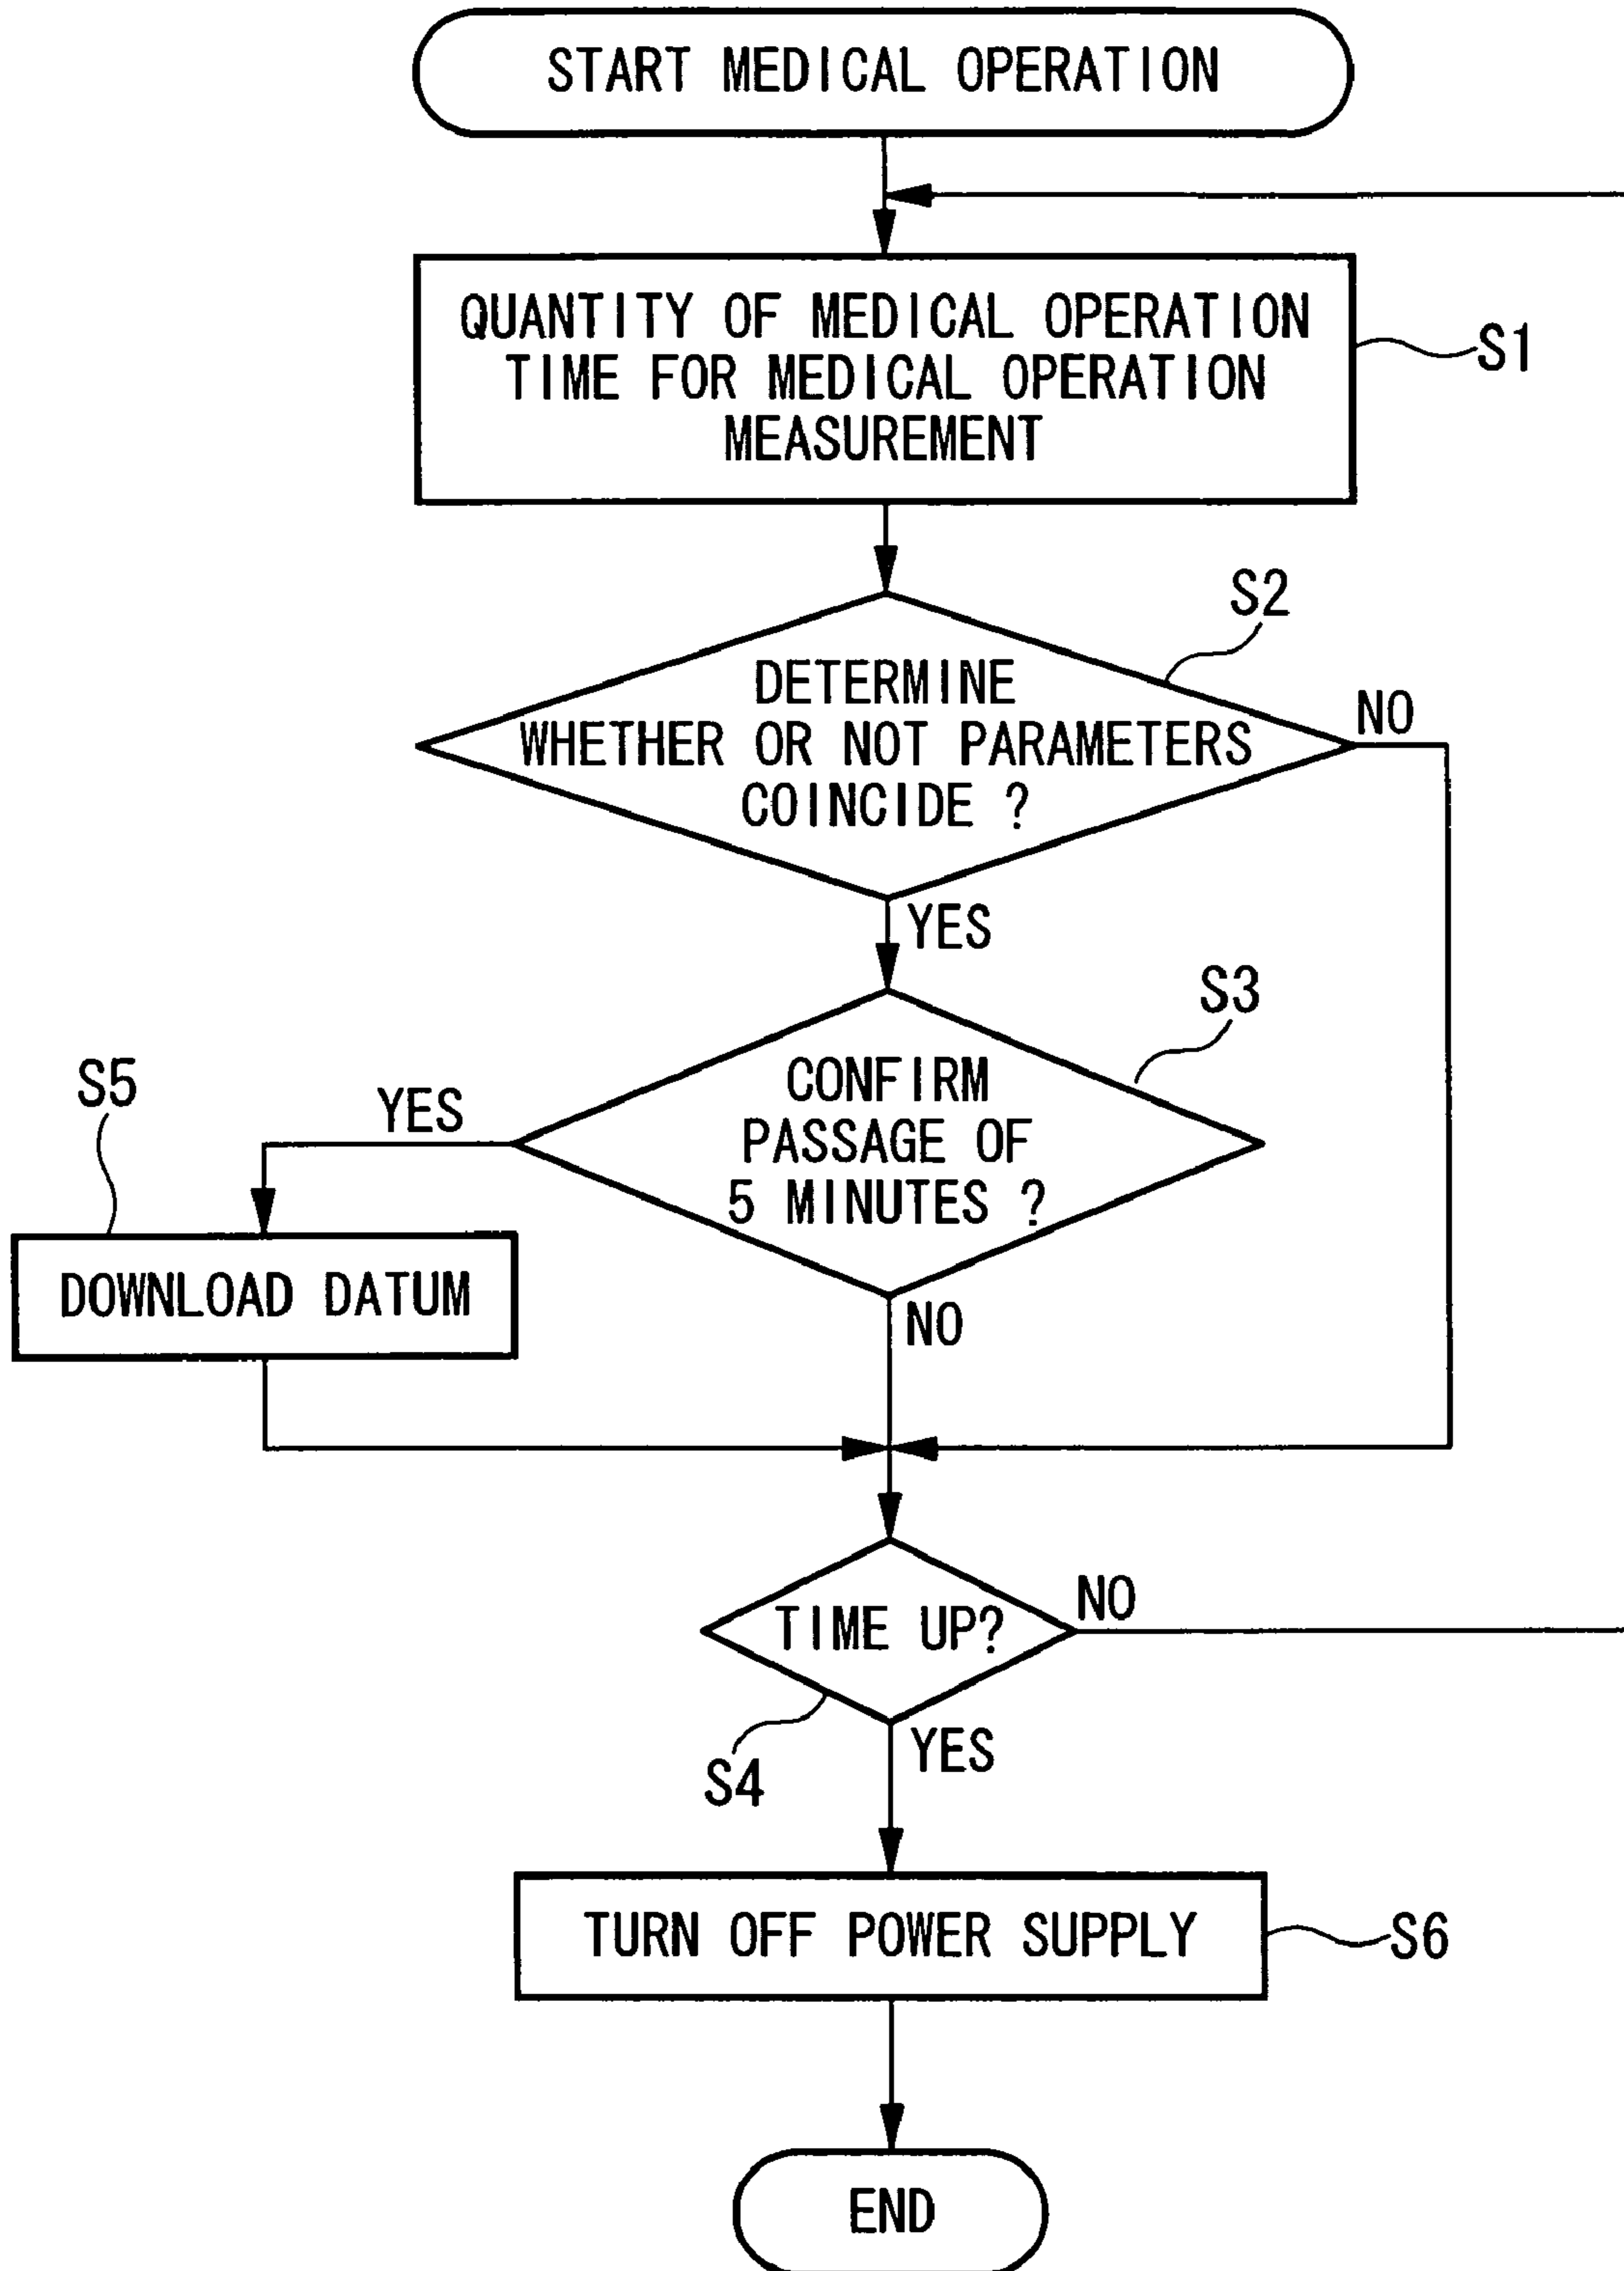 START MEDICAL OPERATION
QUANTITY OF MEDICAL OPERATION
TIME FOR MEDICAL OPERATION
MEASUREMENT
S1
S2
DETERMINE
WHETHER OR NOT PARAMETERS
COINCIDE ?
NO
YES
S3
CONFIRM
PASSAGE OF
5 MINUTES ?
YES
S5
DOWNLOAD DATUM
NO
TIME UP?
NO
S4
YES
TURN OFF POWER SUPPLY
S6
END